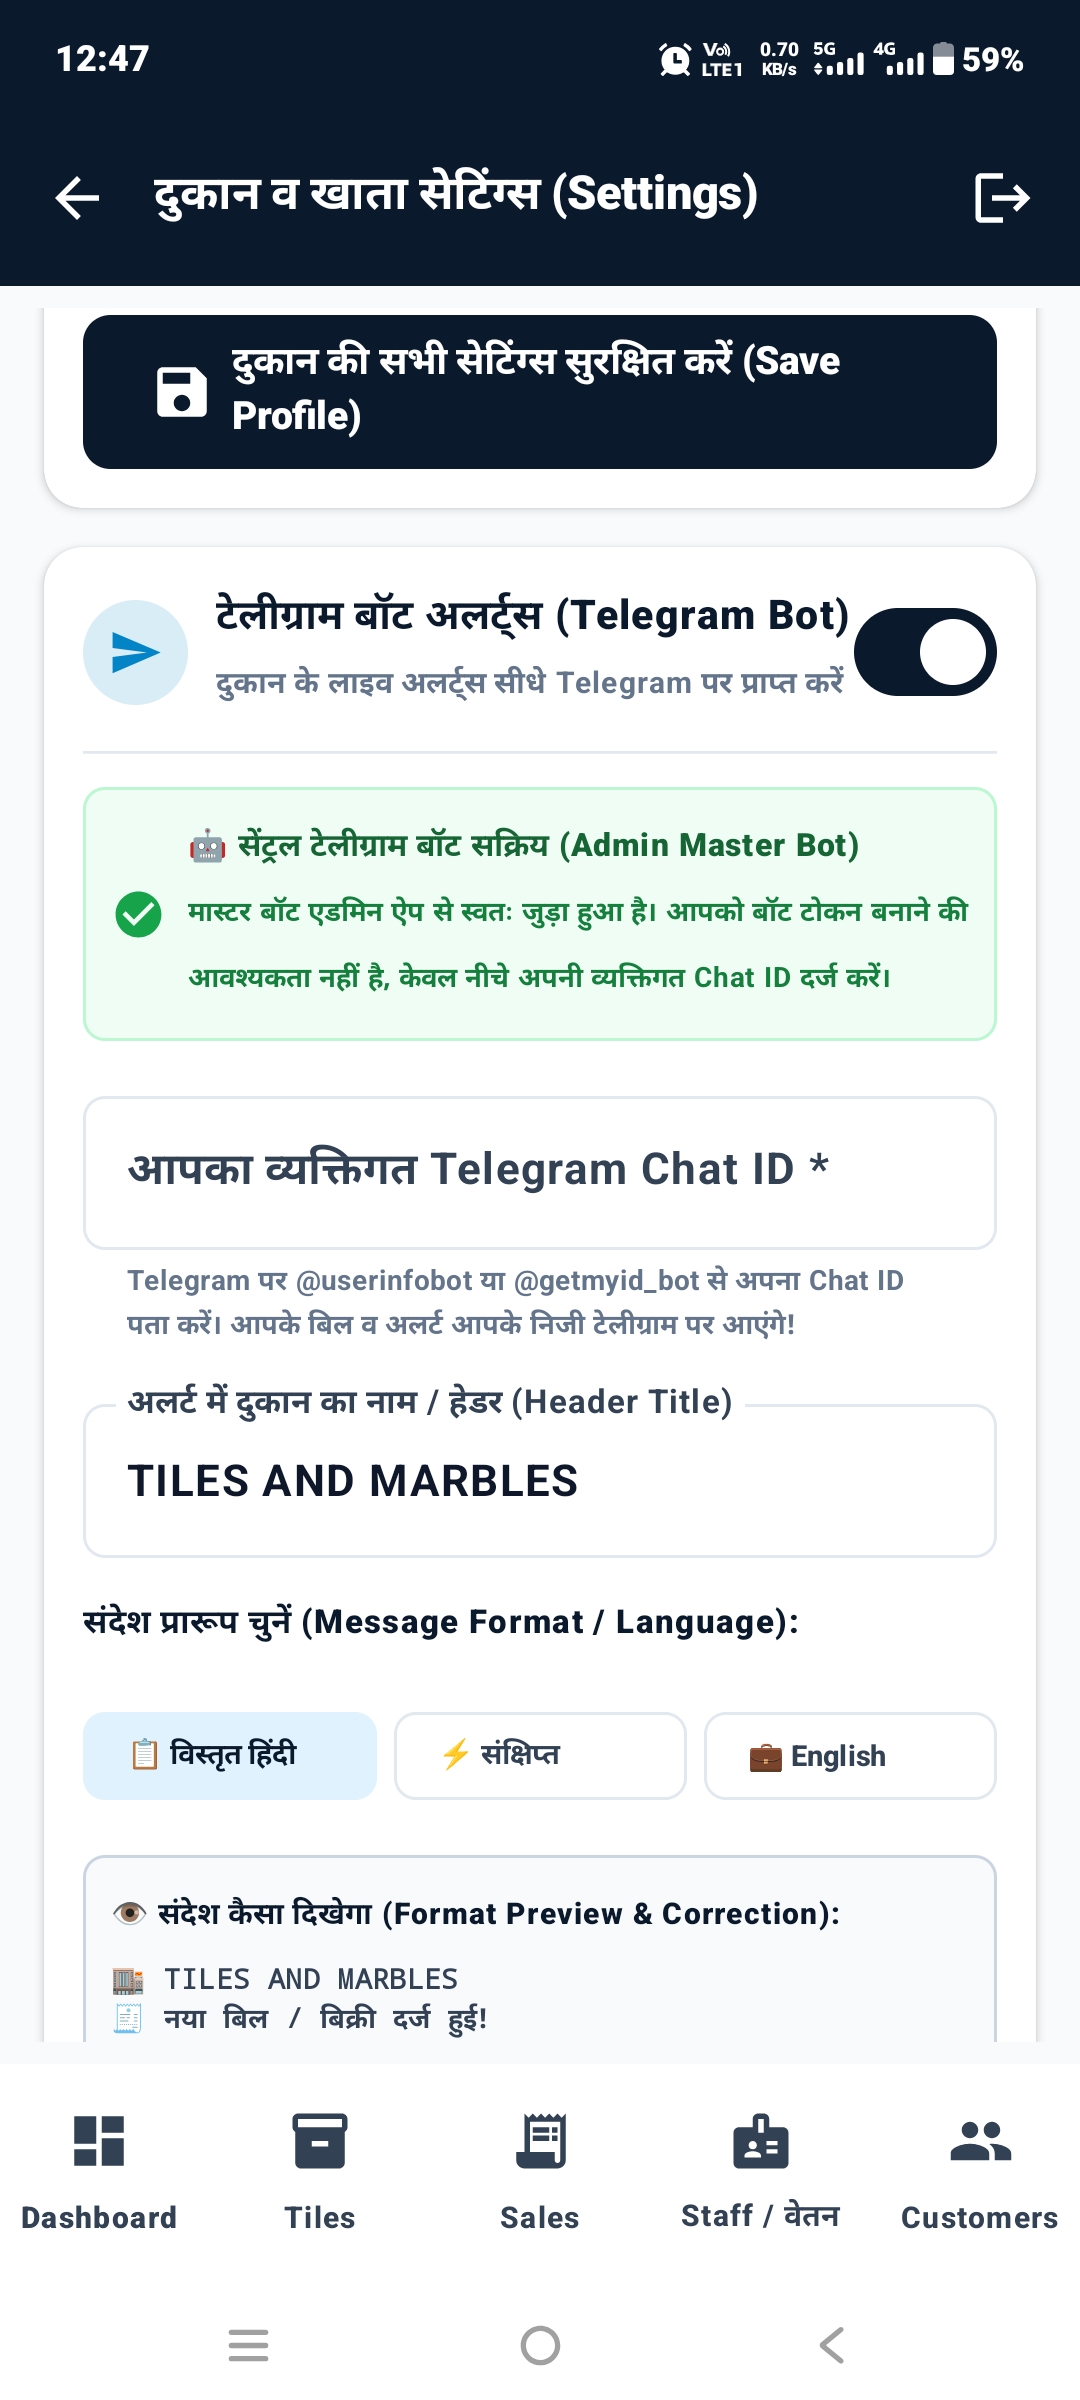 12:47
Vo)) LTE1 0.70 KB/s 5G 4G 59%
दुकान व खाता सेटिंग्स (Settings)
दुकान की सभी सेटिंग्स सुरक्षित करें (Save
Profile)
टेलीग्राम बॉट अलर्ट्स (Telegram Bot)
दुकान के लाइव अलर्ट्स सीधे Telegram पर प्राप्त करें
🤖 सेंट्रल टेलीग्राम बॉट सक्रिय (Admin Master Bot)
मास्टर बॉट एडमिन ऐप से स्वतः जुड़ा हुआ है। आपको बॉट टोकन बनाने की
आवश्यकता नहीं है, केवल नीचे अपनी व्यक्तिगत Chat ID दर्ज करें।
आपका व्यक्तिगत Telegram Chat ID *
Telegram पर @userinfobot या @getmyid_bot से अपना Chat ID
पता करें। आपके बिल व अलर्ट आपके निजी टेलीग्राम पर आएंगे!
अलर्ट में दुकान का नाम / हेडर (Header Title)
TILES AND MARBLES
संदेश प्रारूप चुनें (Message Format / Language):
📋 विस्तृत हिंदी ⚡ संक्षिप्त 💼 English
👁️ संदेश कैसा दिखेगा (Format Preview & Correction):
🏬 TILES AND MARBLES
🧾 नया बिल / बिक्री दर्ज हुई!
Dashboard Tiles Sales Staff / वेतन Customers